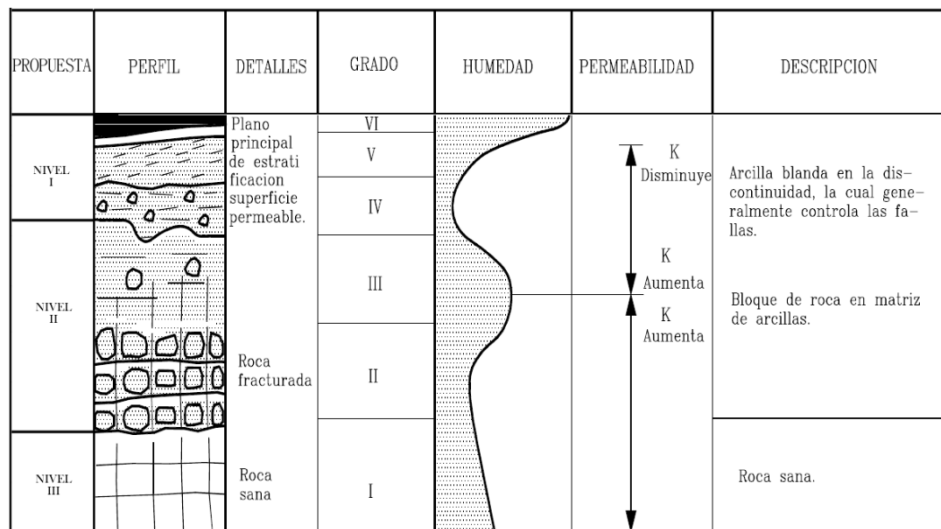 PROPUESTA
PERFIL
DETALLES
GRADO
HUMEDAD
PERMEABILIDAD
DESCRIPCION
NIVEL
I
NIVEL
II
NIVEL
III
Plano
principal
de estrati
ficacion
superficie
permeable.
Roca
fracturada
Roca
sana
VI
V
IV
III
II
I
K
Disminuye
K
Aumenta
K
Aumenta
Arcilla blanda en la dis-
continuidad, la cual gene-
ralmente controla las fa-
llas.
Bloque de roca en matriz
de arcillas.
Roca sana.